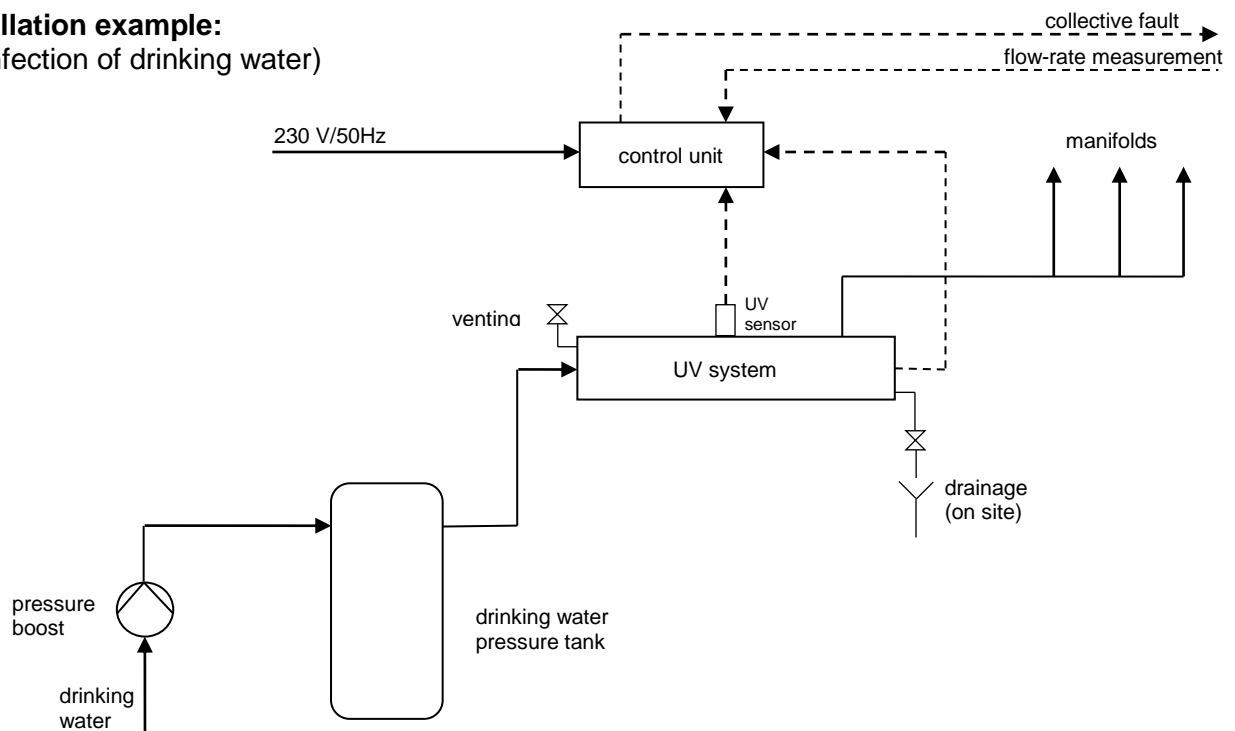 llation example:
nfection of drinking water)
collective fault
flow-rate measurement
230 V/50Hz
control unit
manifolds
venting
UV
sensor
UV system
drainage
(on site)
pressure
boost
drinking water
pressure tank
drinking
water